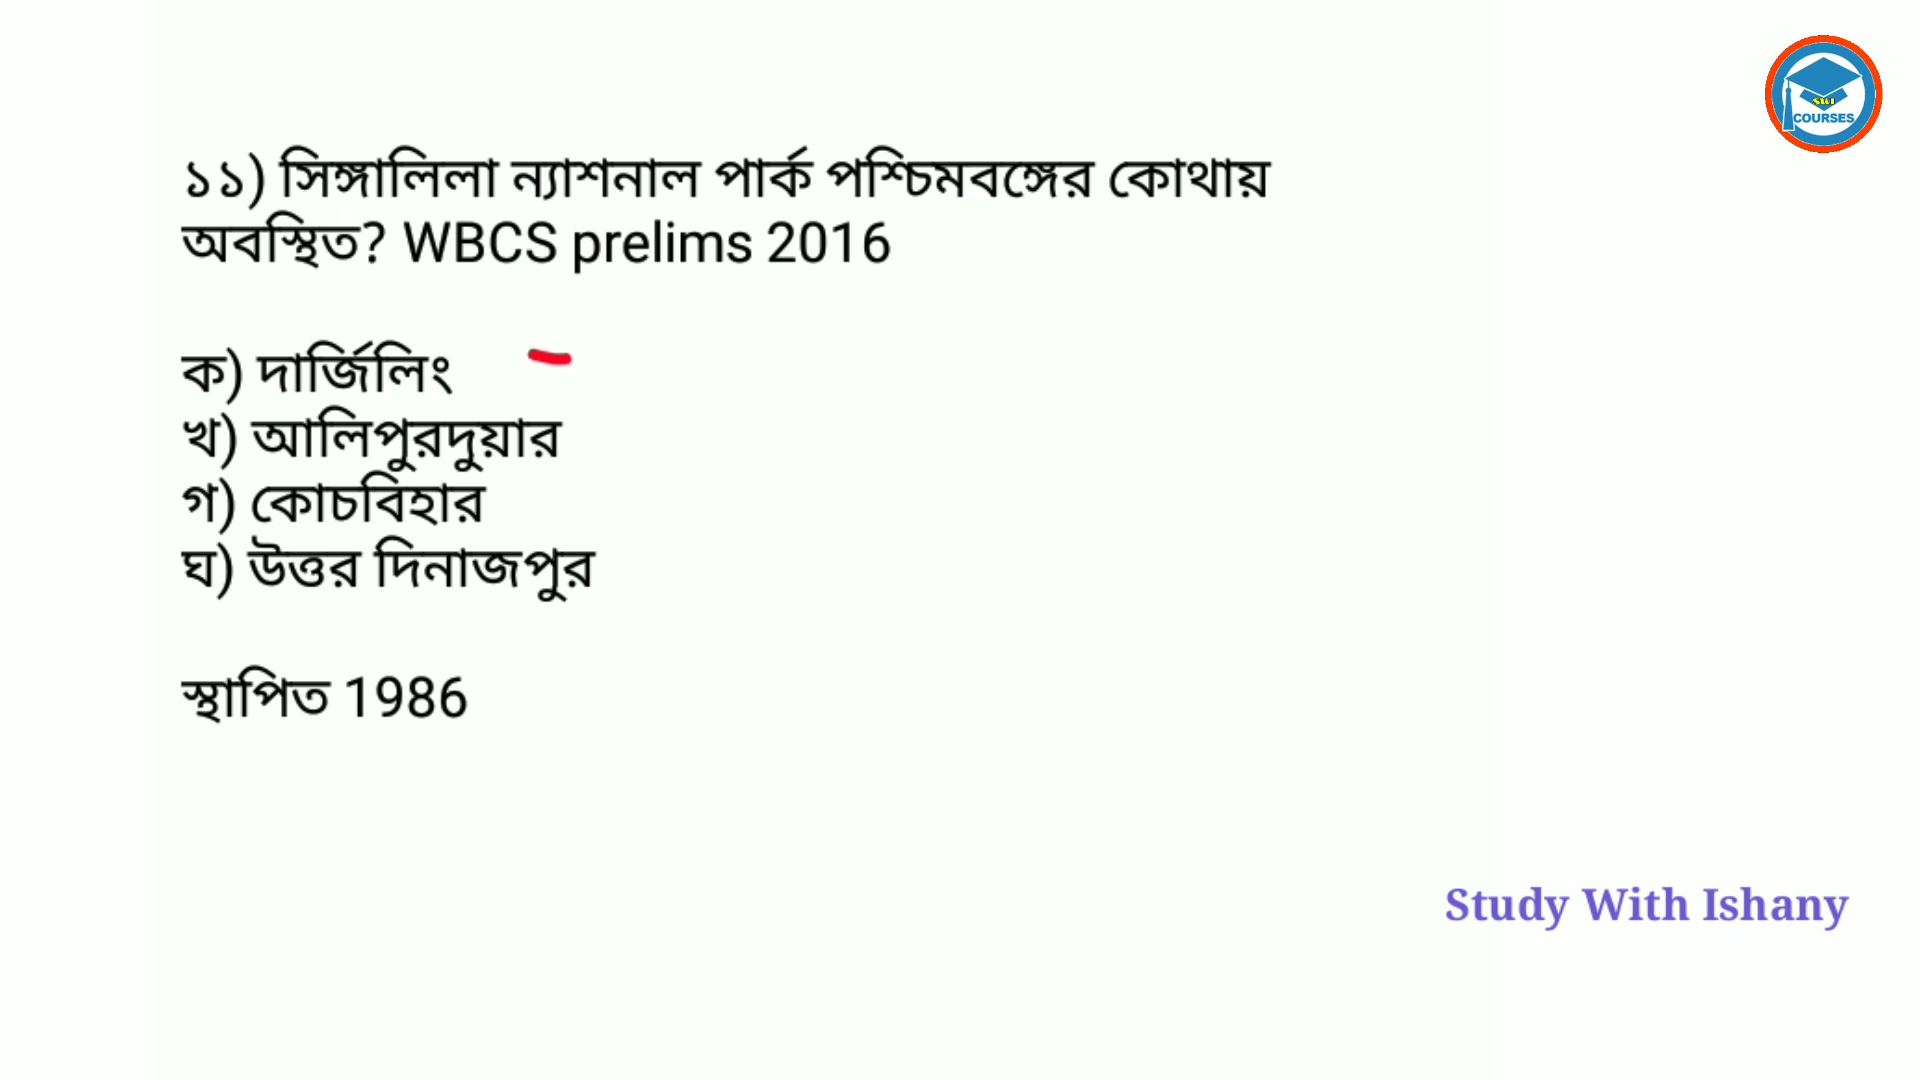 SWI
COURSES
১১) সিঙ্গালিলা ন্যাশনাল পার্ক পশ্চিমবঙ্গের কোথায়
অবস্থিত? WBCS prelims 2016
ক) দার্জিলিং
খ) আলিপুরদুয়ার
গ) কোচবিহার
ঘ) উত্তর দিনাজপুর
স্থাপিত 1986
Study With Ishany